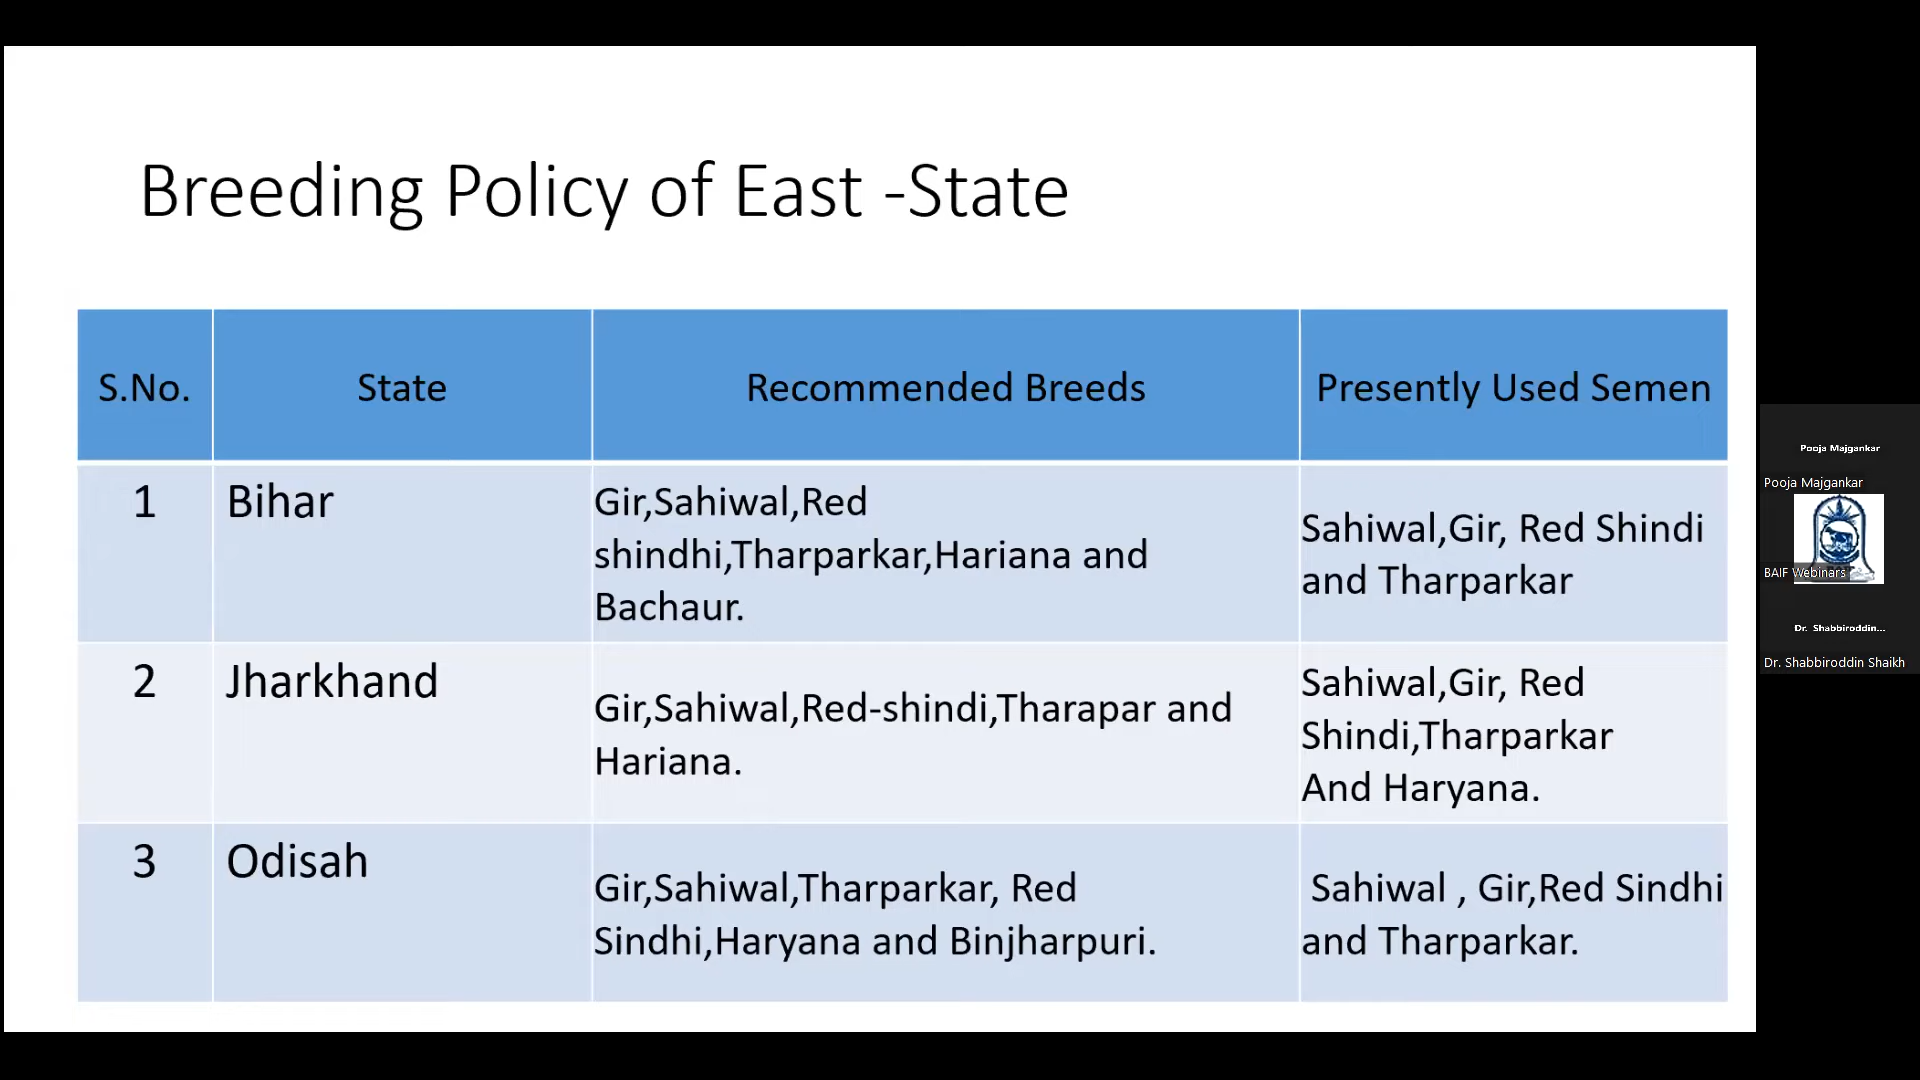 Breeding Policy of East -State
S.No.
State
Recommended Breeds
Presently Used Semen
1
Bihar
Gir,Sahiwal,Red
shindhi,Tharparkar,Hariana and
Bachaur.
Sahiwal,Gir, Red Shindi
and Tharparkar
2
Jharkhand
Gir,Sahiwal,Red-shindi,Tharapar and
Hariana.
Sahiwal,Gir, Red
Shindi,Tharparkar
And Haryana.
3
Odisah
Gir,Sahiwal,Tharparkar, Red
Sindhi,Haryana and Binjharpuri.
Sahiwal , Gir,Red Sindhi
and Tharparkar.
Pooja Majgankar
Pooja Majgankar
BAIF Webinars
Dr. Shabbiroddin...
Dr. Shabbiroddin Shaikh